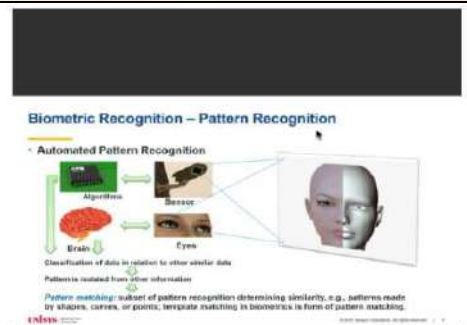 Biometric Recognition – Pattern Recognition
• Automated Pattern Recognition
Algorithms
Sensor
Brain
Eyes
Classification of data in relation to other similar data
Pattern is isolated from other information
Pattern matching: subset of pattern recognition determining similarity, e.g., patterns made
by shapes, curves, or points; template matching in biometrics is form of pattern matching.
UNISYS